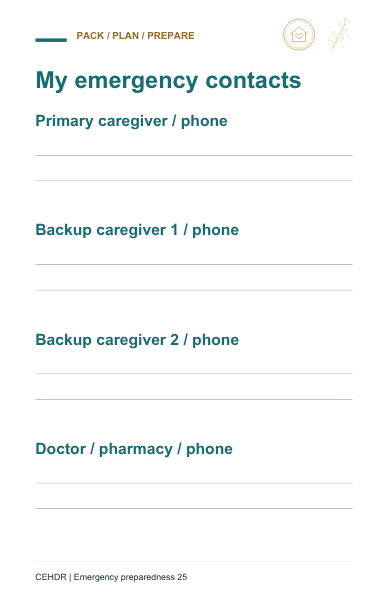 PACK / PLAN / PREPARE
My emergency contacts
Primary caregiver / phone
Backup caregiver 1 / phone
Backup caregiver 2 / phone
Doctor / pharmacy / phone
CEHDR | Emergency preparedness 25